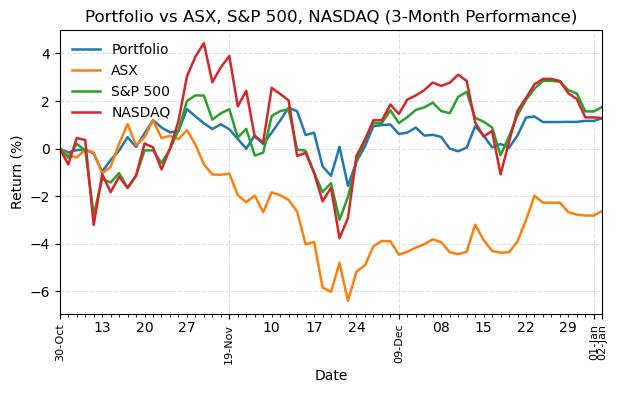 Portfolio vs ASX, S&P 500, NASDAQ (3-Month Performance)
Portfolio
ASX
S&P 500
NASDAQ
4
2
0
−2
−4
−6
Return (%)
30-Oct
13
20
27
19-Nov
10
17
24
09-Dec
08
15
22
29
01-Jan
02-Jan
Date